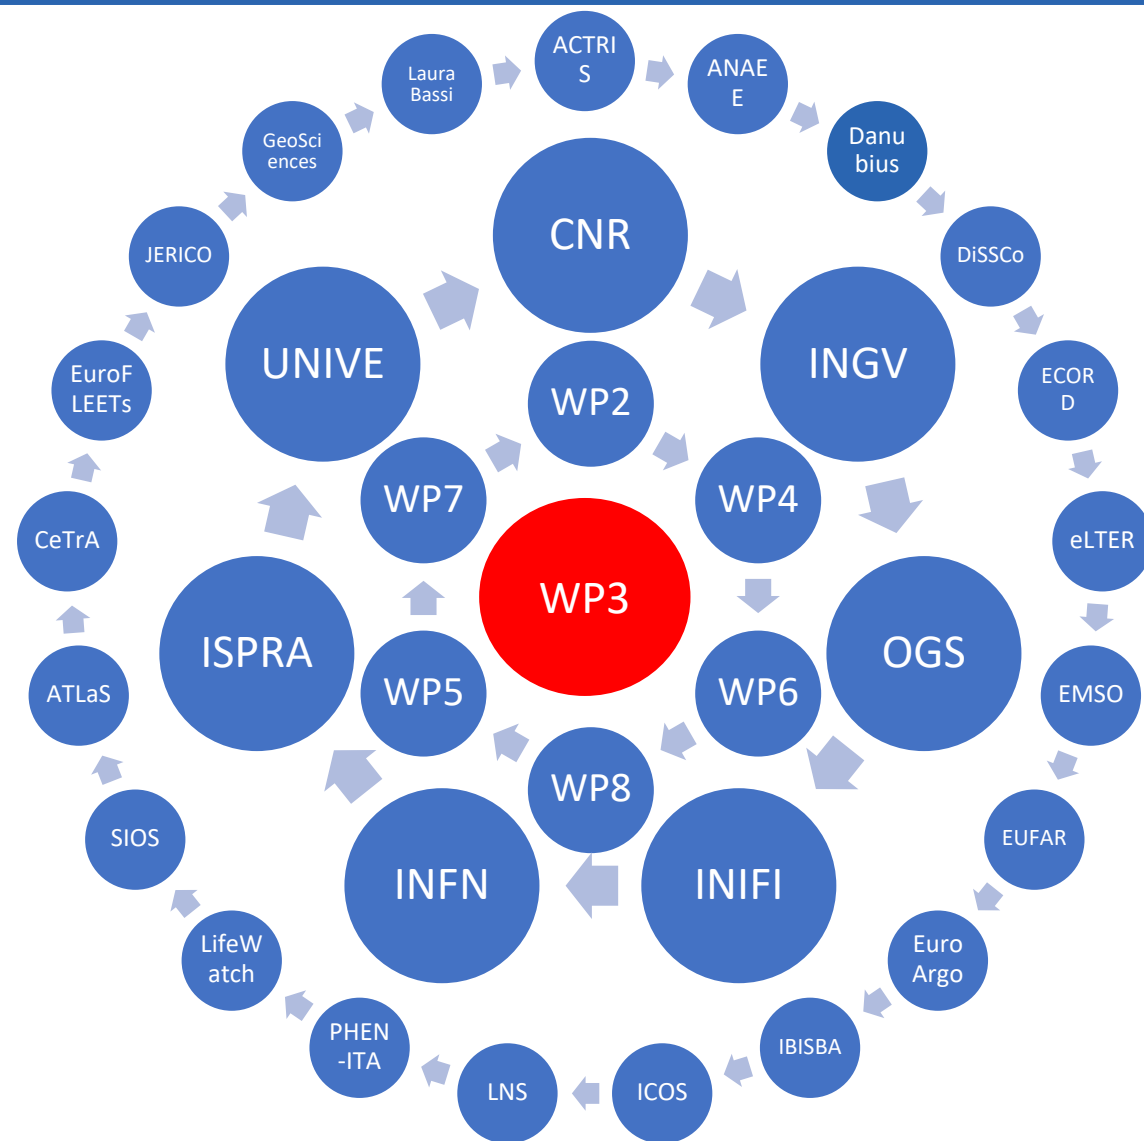 ACTRI
S
ANAE
E
Danu
bius
DiSSCo
ECOR
D
eLTER
EMSO
EUFAR
Euro
Argo
IBISBA
ICOS
LNS
PHEN
-ITA
LifeW
atch
SIOS
ATLaS
CeTrA
EuroF
LEETs
JERICO
GeoSci
ences
Laura
Bassi
CNR
INGV
OGS
INIFI
INFN
ISPRA
UNIVE
WP2
WP4
WP6
WP8
WP5
WP7
WP3